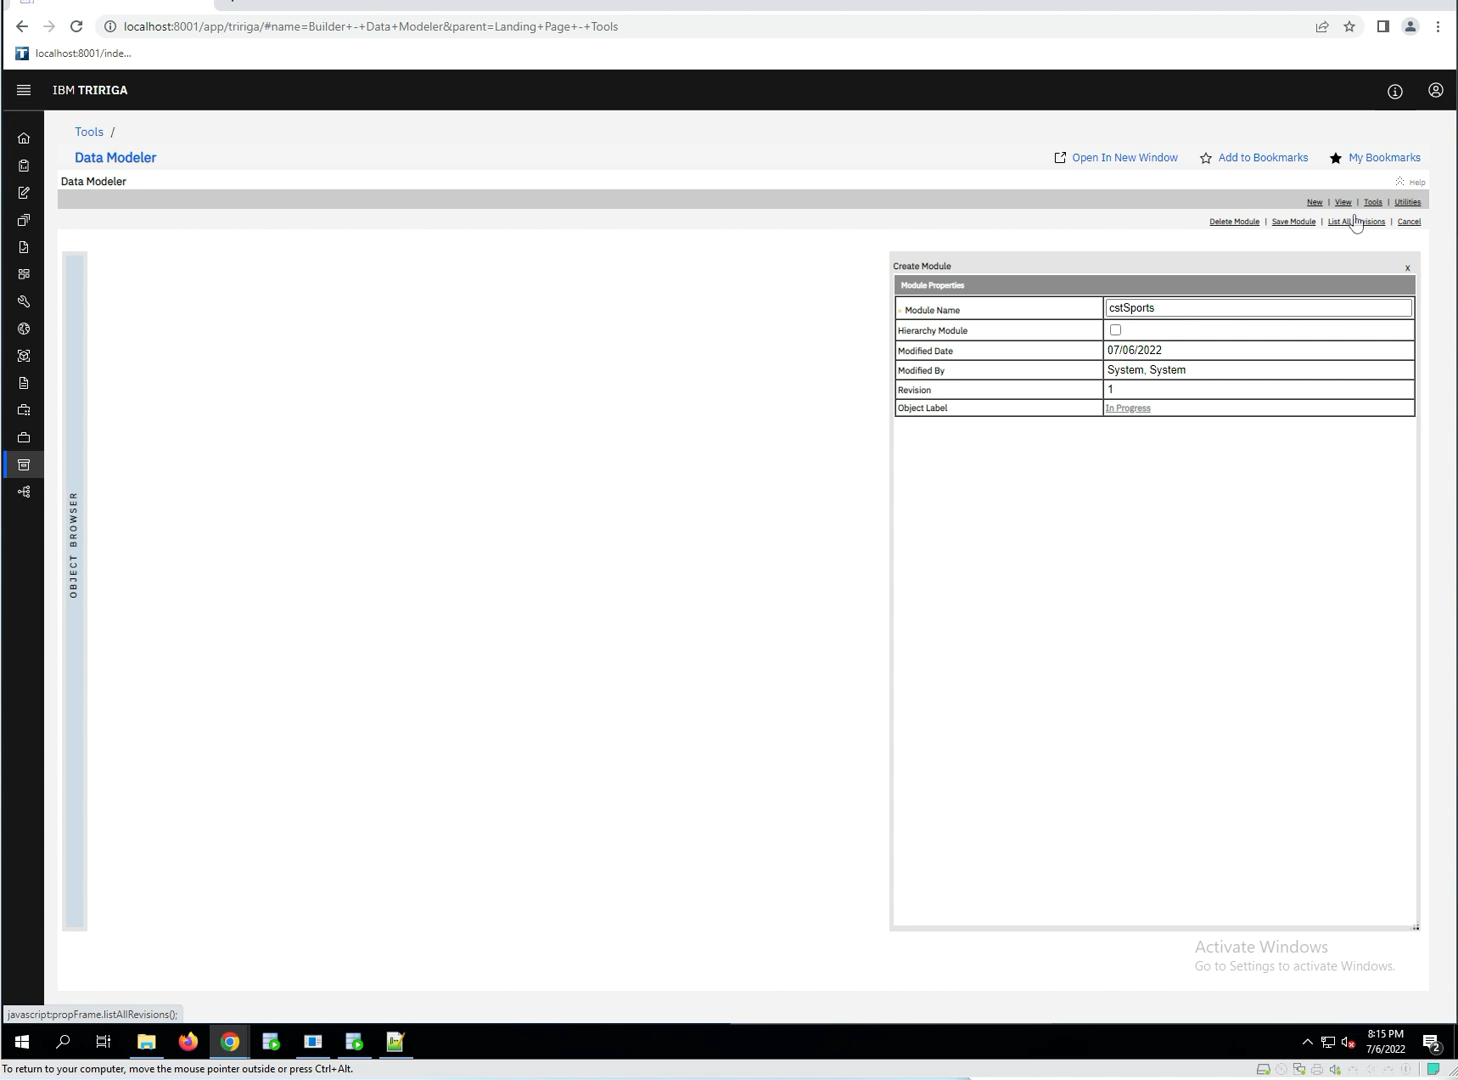 localhost:8001/app/tririga/#name=Builder+-+Data+Modeler&parent=Landing+Page+-+Tools
localhost:8001/inde...
IBM TRIRIGA
Tools /
Data Modeler
Open In New Window
Add to Bookmarks
My Bookmarks
Data Modeler
Help
New | View | Tools | Utilities
Delete Module | Save Module | List All Revisions | Cancel
Create Module
x
Module Properties
Module Name
cstSports
Hierarchy Module
Modified Date
07/06/2022
Modified By
System, System
Revision
1
Object Label
In Progress
OBJECT BROWSER
Activate Windows
Go to Settings to activate Windows.
javascript:propFrame.listAllRevisions();
8:15 PM
7/6/2022
2
To return to your computer, move the mouse pointer outside or press Ctrl+Alt.